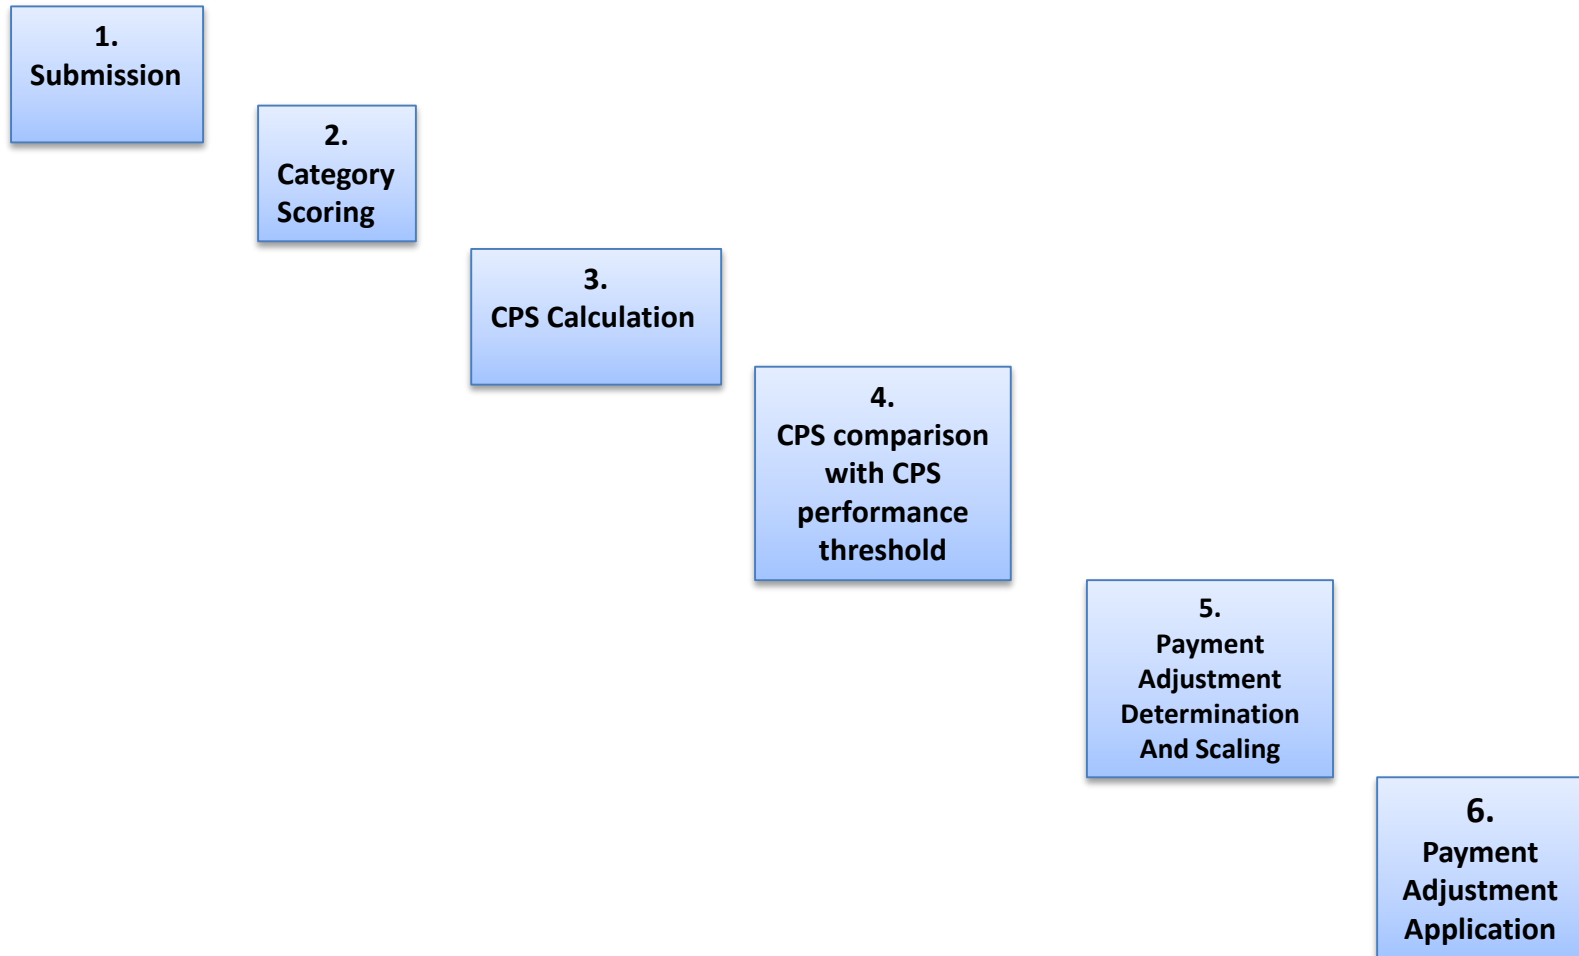 1.
Submission
2.
Category
Scoring
3.
CPS Calculation
4.
CPS comparison
with CPS
performance
threshold
5.
Payment
Adjustment
Determination
And Scaling
6.
Payment
Adjustment
Application